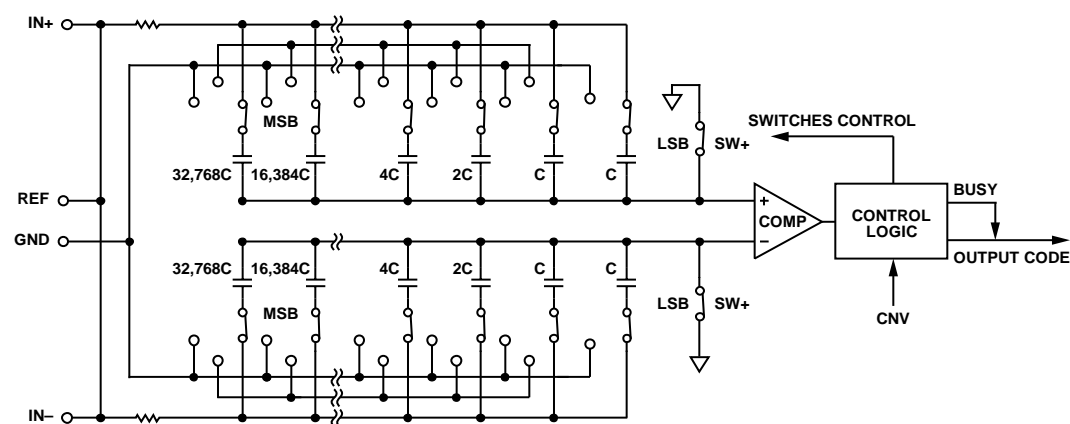 IN+
SWITCHES CONTROL
MSB
LSB SW+
32,768C 16,384C 4C 2C C C
REF
BUSY
+
COMP
−
CONTROL
LOGIC
GND
OUTPUT CODE
32,768C 16,384C 4C 2C C C
MSB
LSB SW+
CNV
IN−